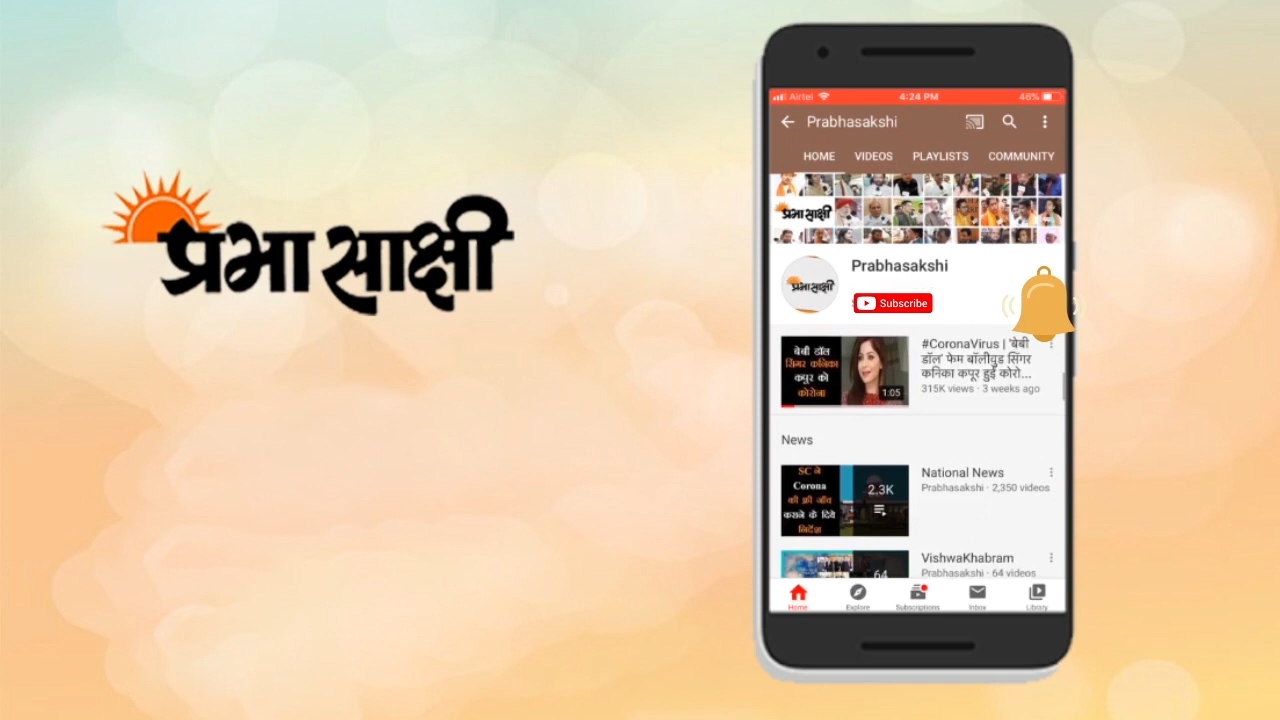 प्रभासाक्षी
Airtel 4:24 PM 46%
Prabhasakshi
HOME VIDEOS PLAYLISTS COMMUNITY
प्रभासाक्षी
प्रभासाक्षी
Prabhasakshi
Subscribe
बेबी डॉल
सिंगर कनिका
कपूर को
कोरोना
1:05
#CoronaVirus | 'बेबी
डॉल' फेम बॉलीवुड सिंगर
कनिका कपूर हुईं कोरो...
315K views · 3 weeks ago
News
SC ने
Corona
की फ्री जाँच
कराने के दिये
निर्देश
2.3K
National News
Prabhasakshi · 2,350 videos
64
VishwaKhabram
Prabhasakshi · 64 videos
Home Explore Subscriptions Inbox Library